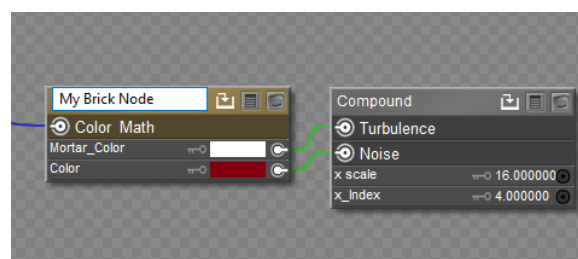 My Brick Node
Color Math
Mortar_Color
Color
Compound
Turbulence
Noise
x scale 16.000000
x_Index 4.000000